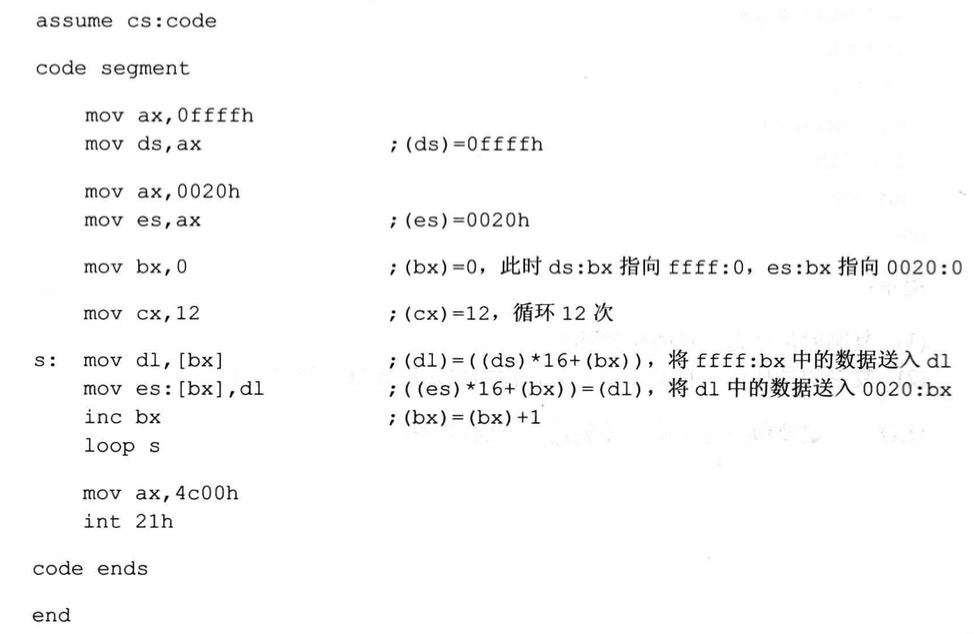 assume cs:code
code segment
mov ax,0ffffh
mov ds,ax ;(ds)=0ffffh
mov ax,0020h
mov es,ax ;(es)=0020h
mov bx,0 ;(bx)=0，此时 ds:bx 指向 ffff:0，es:bx 指向 0020:0
mov cx,12 ;(cx)=12，循环 12 次
s: mov dl,[bx] ;(dl)=((ds)*16+(bx))，将 ffff:bx 中的数据送入 dl
mov es:[bx],dl ;((es)*16+(bx))=(dl)，将 dl 中的数据送入 0020:bx
inc bx ;(bx)=(bx)+1
loop s
mov ax,4c00h
int 21h
code ends
end